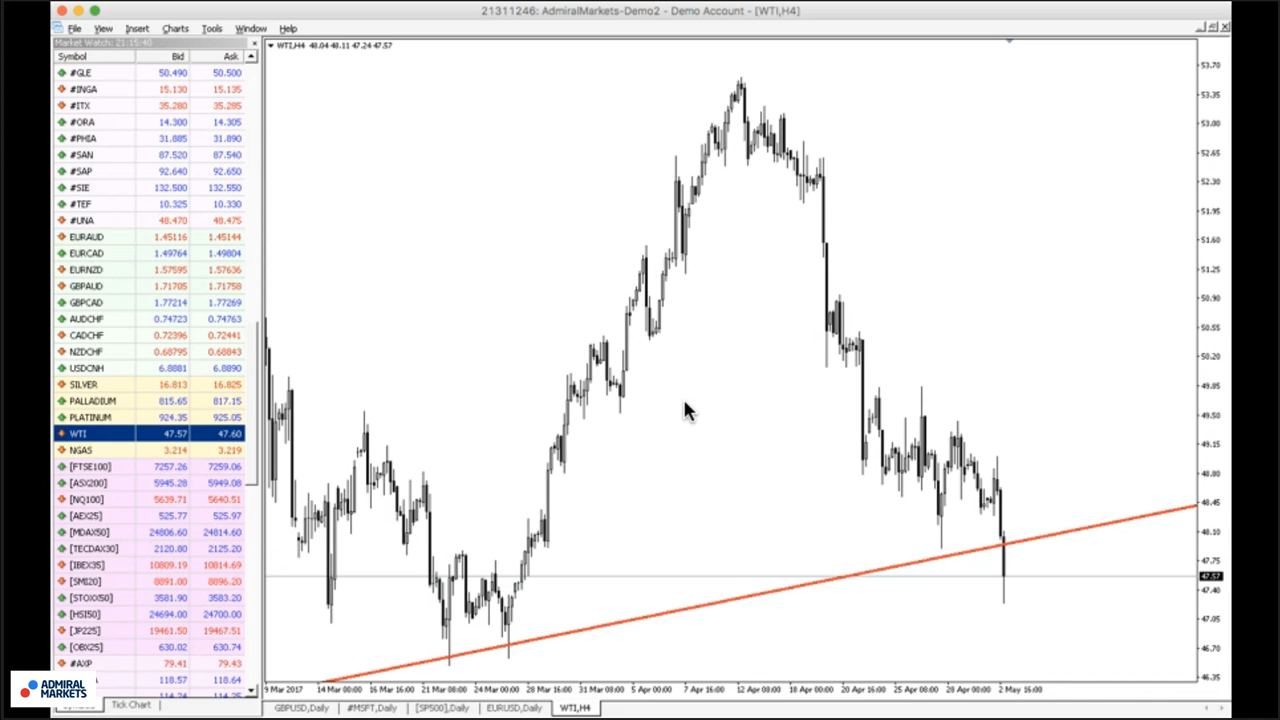 21311246: AdmiralMarkets-Demo2 - Demo Account - [WTI,H4]
File View Insert Charts Tools Window Help
Market Watch: 21:15:40
Symbol Bid Ask
#GLE 50.490 50.500
#INGA 15.130 15.135
#ITX 35.280 35.285
#ORA 14.300 14.305
#PHIA 31.885 31.890
#SAN 87.520 87.540
#SAP 92.640 92.650
#SIE 132.500 132.550
#TEF 10.325 10.330
#UNA 48.470 48.475
EURAUD 1.45116 1.45144
EURCAD 1.49764 1.49804
EURNZD 1.57595 1.57636
GBPAUD 1.71705 1.71758
GBPCAD 1.77214 1.77269
AUDCHF 0.74723 0.74763
CADCHF 0.72396 0.72441
NZDCHF 0.68795 0.68843
USDCNH 6.8881 6.8890
SILVER 16.813 16.825
PALLADIUM 815.65 817.15
PLATINUM 924.35 925.05
WTI 47.57 47.60
NGAS 3.214 3.219
[FTSE100] 7257.26 7259.06
[ASX200] 5945.28 5949.08
[NQ100] 5639.71 5640.51
[AEX25] 525.77 525.97
[MDAX50] 24806.60 24814.60
[TECDAX30] 2120.80 2125.20
[IBEX35] 10809.19 10814.69
[SMI20] 8891.00 8896.20
[STOXX50] 3581.90 3583.20
[HSI50] 24694.00 24700.00
[JP225] 19461.50 19467.51
[OBX25] 630.02 630.74
#AXP 79.41 79.43
118.57 118.64
Tick Chart
ADMIRAL
MARKETS
WTI,H4 48.04 48.11 47.24 47.57
53.70
53.35
53.00
52.65
52.30
51.95
51.60
51.25
50.90
50.55
50.20
49.85
49.50
49.15
48.80
48.45
48.10
47.75
47.57
47.40
47.05
46.70
46.35
9 Mar 2017 14 Mar 00:00 16 Mar 16:00 21 Mar 08:00 24 Mar 00:00 28 Mar 16:00 31 Mar 08:00 5 Apr 00:00 7 Apr 16:00 12 Apr 08:00 18 Apr 00:00 20 Apr 16:00 25 Apr 08:00 28 Apr 00:00 2 May 16:00
GBPUSD,Daily #MSFT,Daily [SP500],Daily EURUSD,Daily WTI,H4